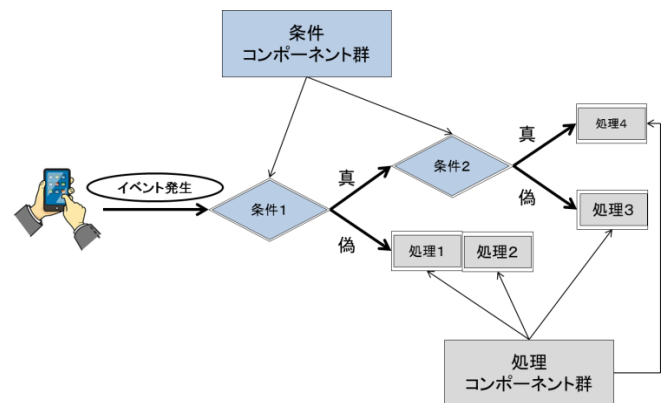 条件
コンポーネント群
イベント発生
条件1
真
偽
条件2
真
偽
処理4
処理3
処理1
処理2
処理
コンポーネント群